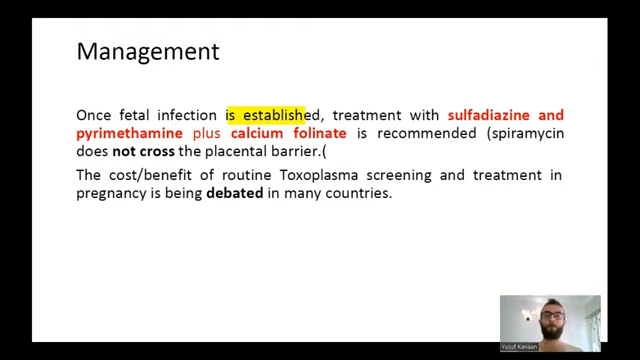 Management
Once fetal infection is established, treatment with sulfadiazine and
pyrimethamine plus calcium folinate is recommended (spiramycin
does not cross the placental barrier.(
The cost/benefit of routine Toxoplasma screening and treatment in
pregnancy is being debated in many countries.
Yusuf Kanaan